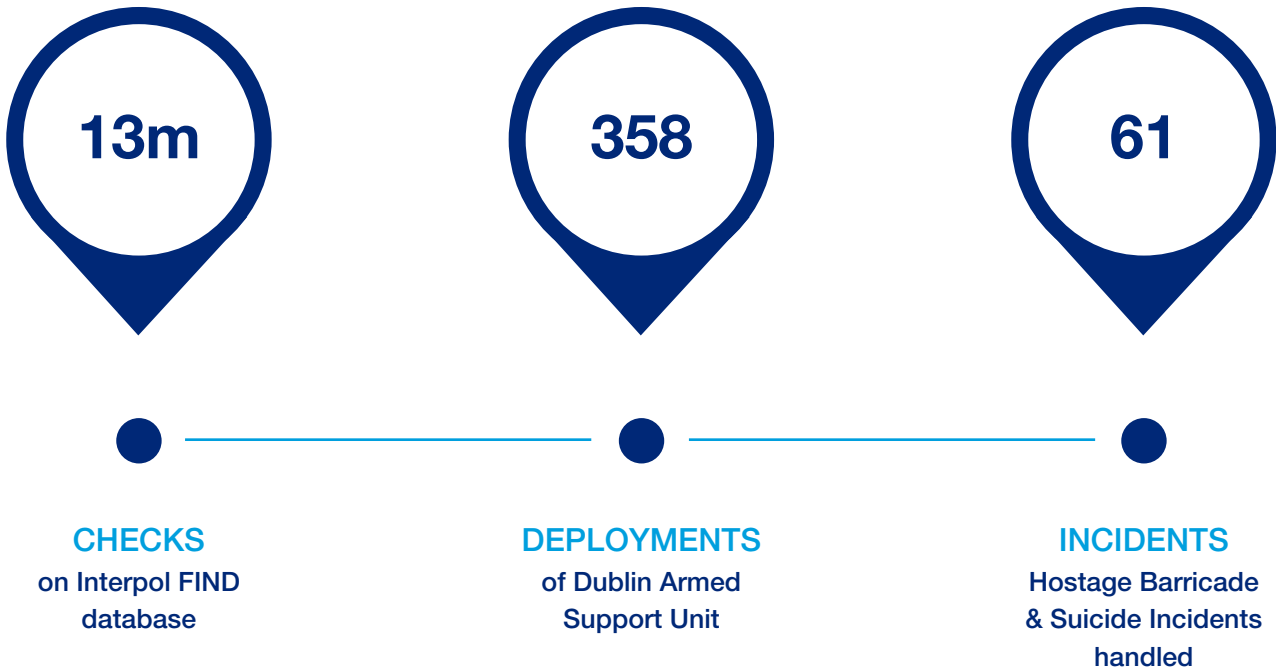 13m
358
61
CHECKS
on Interpol FIND
database
DEPLOYMENTS
of Dublin Armed
Support Unit
INCIDENTS
Hostage Barricade
& Suicide Incidents
handled